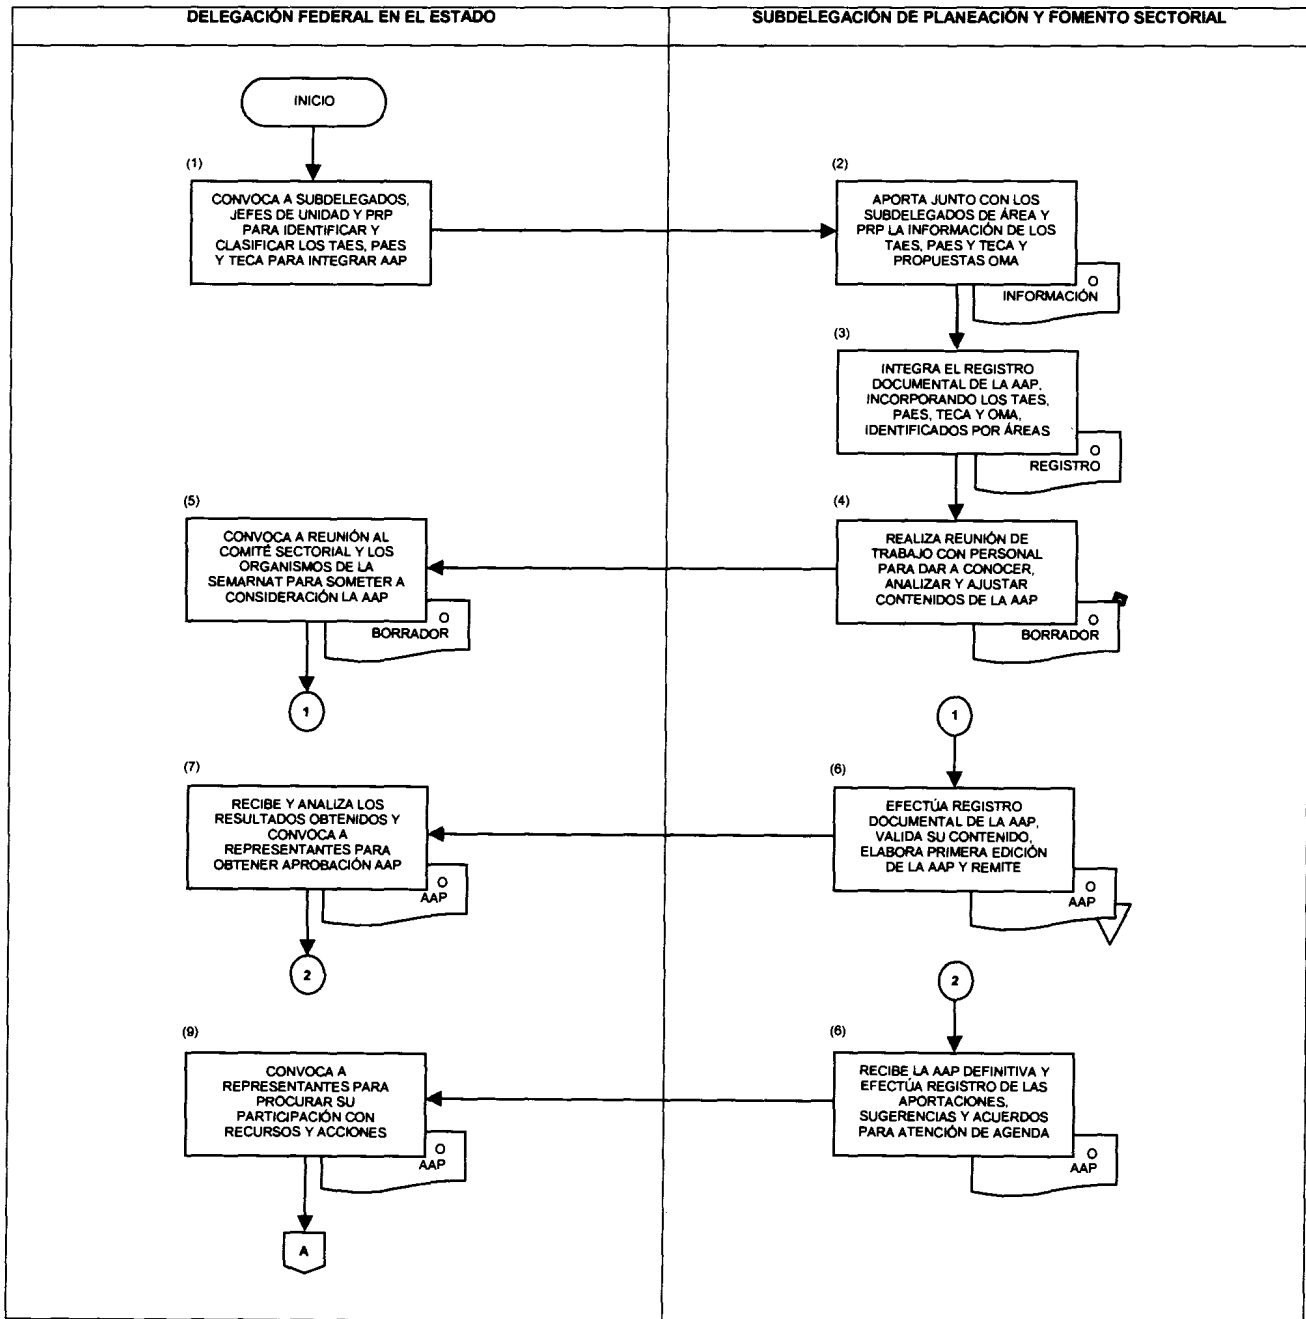 DELEGACIÓN FEDERAL EN EL ESTADO
SUBDELEGACIÓN DE PLANEACIÓN Y FOMENTO SECTORIAL
INICIO
(1)
CONVOCA A SUBDELEGADOS,
JEFES DE UNIDAD Y PRP
PARA IDENTIFICAR Y
CLASIFICAR LOS TAES, PAES
Y TECA PARA INTEGRAR AAP
(2)
APORTA JUNTO CON LOS
SUBDELEGADOS DE ÁREA Y
PRP LA INFORMACIÓN DE LOS
TAES, PAES Y TECA Y
PROPUESTAS OMA
O
INFORMACIÓN
(3)
INTEGRA EL REGISTRO
DOCUMENTAL DE LA AAP,
INCORPORANDO LOS TAES,
PAES, TECA Y OMA,
IDENTIFICADOS POR ÁREAS
O
REGISTRO
(4)
REALIZA REUNIÓN DE
TRABAJO CON PERSONAL
PARA DAR A CONOCER,
ANALIZAR Y AJUSTAR
CONTENIDOS DE LA AAP
O
BORRADOR
(5)
CONVOCA A REUNIÓN AL
COMITÉ SECTORIAL Y LOS
ORGANISMOS DE LA
SEMARNAT PARA SOMETER A
CONSIDERACIÓN LA AAP
O
BORRADOR
1
1
(6)
EFECTÚA REGISTRO
DOCUMENTAL DE LA AAP,
VALIDA SU CONTENIDO,
ELABORA PRIMERA EDICIÓN
DE LA AAP Y REMITE
O
AAP
(7)
RECIBE Y ANALIZA LOS
RESULTADOS OBTENIDOS Y
CONVOCA A
REPRESENTANTES PARA
OBTENER APROBACIÓN AAP
O
AAP
2
2
(6)
RECIBE LA AAP DEFINITIVA Y
EFECTÚA REGISTRO DE LAS
APORTACIONES,
SUGERENCIAS Y ACUERDOS
PARA ATENCIÓN DE AGENDA
O
AAP
(9)
CONVOCA A
REPRESENTANTES PARA
PROCURAR SU
PARTICIPACIÓN CON
RECURSOS Y ACCIONES
O
AAP
A